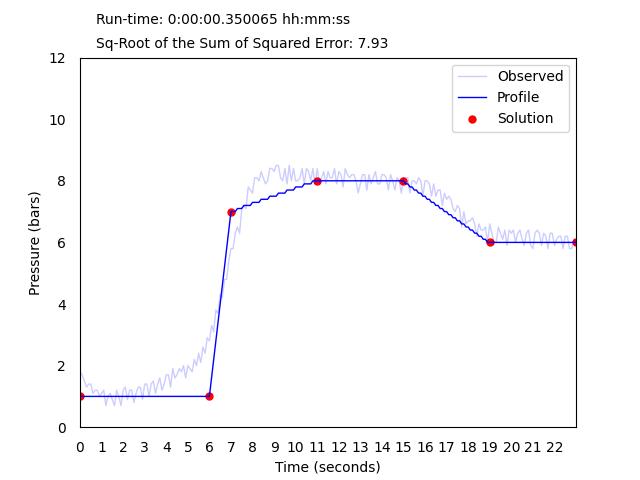 Run-time: 0:00:00.350065 hh:mm:ss
Sq-Root of the Sum of Squared Error: 7.93
12
10
8
6
4
2
0
Pressure (bars)
Observed
Profile
Solution
0 1 2 3 4 5 6 7 8 9 10 11 12 13 14 15 16 17 18 19 20 21 22
Time (seconds)